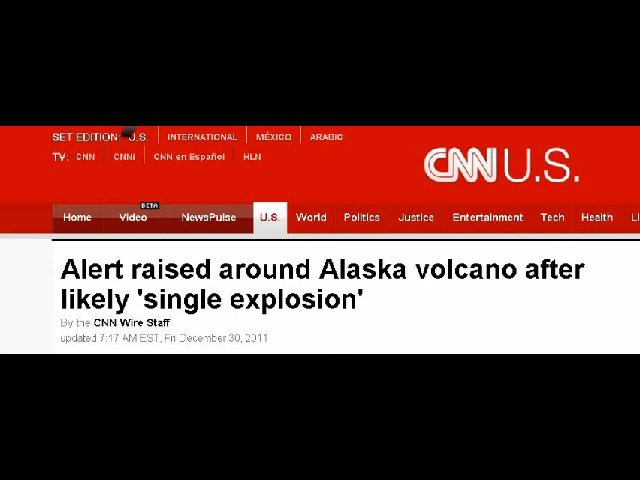 SET EDITION: U.S. INTERNATIONAL MÉXICO ARABIC
TV: CNN CNNi CNN en Español HLN
CNN U.S.
BETA
Home Video NewsPulse U.S. World Politics Justice Entertainment Tech Health
Alert raised around Alaska volcano after
likely 'single explosion'
By the CNN Wire Staff
updated 7:17 AM EST, Fri December 30, 2011